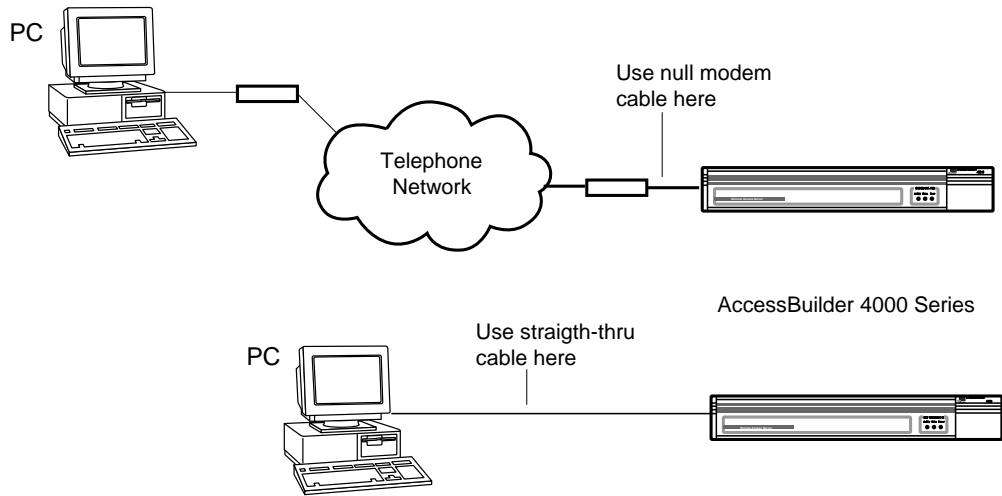 PC
Use null modem
cable here
Telephone
Network
AccessBuilder 4000 Series
Use straigth-thru
cable here
PC